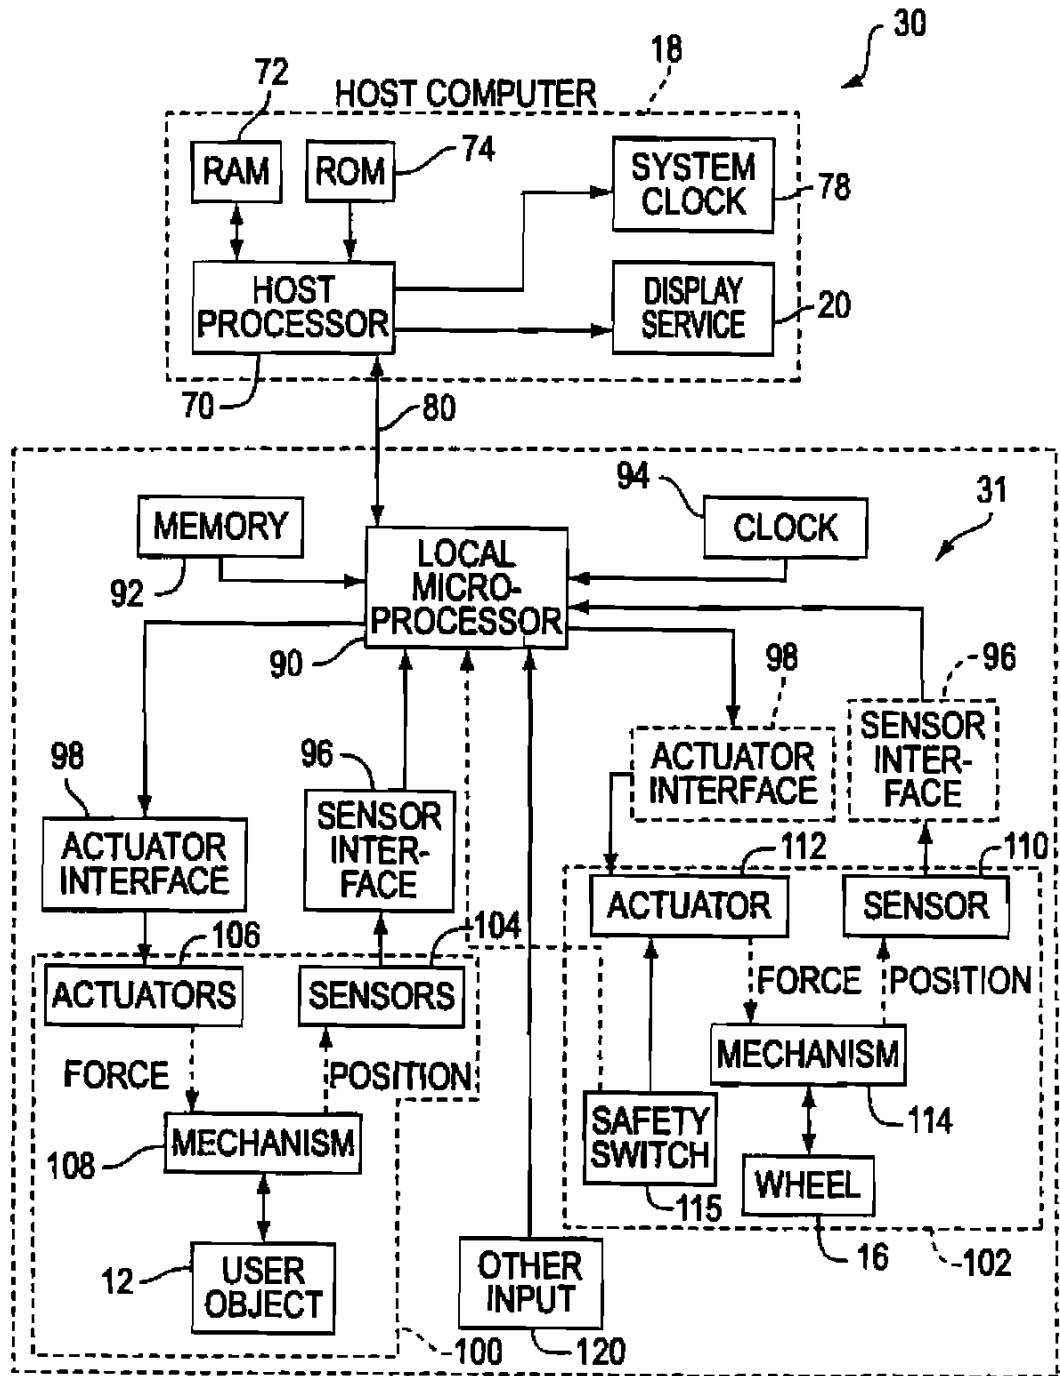 30
18
72
HOST COMPUTER
RAM
ROM
74
SYSTEM
CLOCK
78
HOST
PROCESSOR
DISPLAY
SERVICE
20
70
80
94
31
MEMORY
CLOCK
92
LOCAL
MICRO-
PROCESSOR
90
98
96
98
96
ACTUATOR
INTERFACE
SENSOR
INTER-
FACE
ACTUATOR
INTERFACE
SENSOR
INTER-
FACE
112
110
ACTUATOR
SENSOR
106
104
ACTUATORS
SENSORS
FORCE
POSITION
MECHANISM
114
FORCE
POSITION
MECHANISM
108
SAFETY
SWITCH
115
WHEEL
16
102
12
USER
OBJECT
OTHER
INPUT
100
120